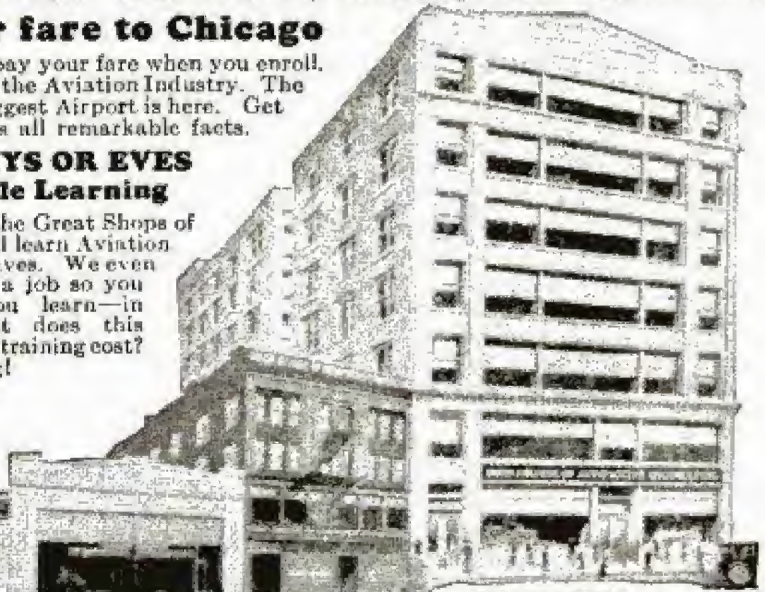 r fare to Chicago
pay your fare when you enroll.
the Aviation Industry. The
ggest Airport is here. Get
s all remarkable facts.
YS OR EVES
le Learning
he Great Shops of
l learn Aviation
ves. We even
a job so you
ou learn—in
t does this
training cost?
g!